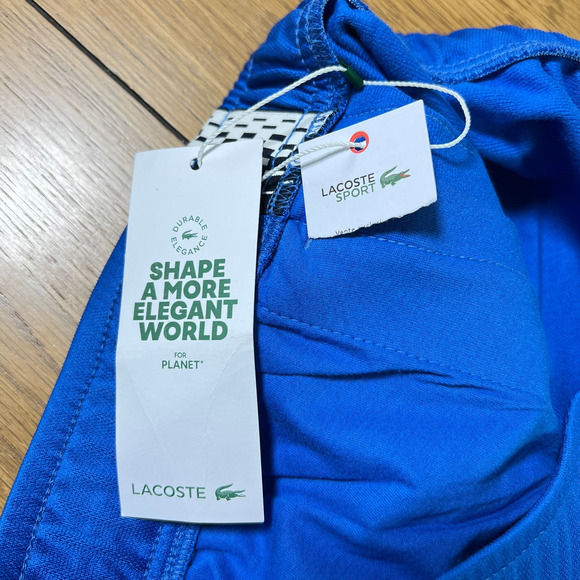 DURABLE
ELEGANCE
SHAPE
A MORE
ELEGANT
WORLD
FOR
PLANET*
LACOSTE
LACOSTE
SPORT